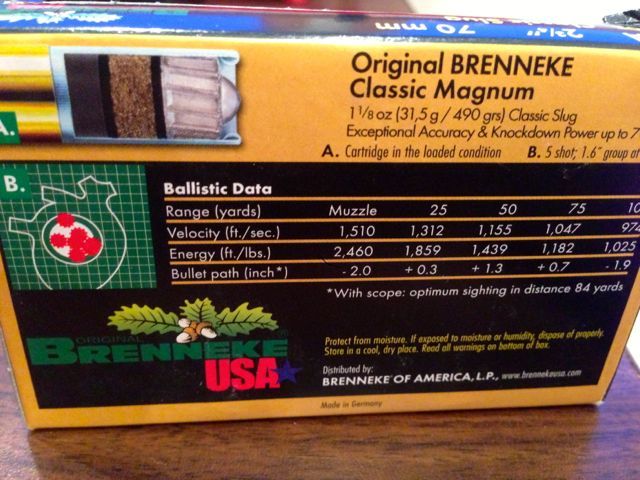 2¾" 70 mm
Original BRENNEKE
Classic Magnum
1 1/8 oz (31,5 g / 490 grs) Classic Slug
Exceptional Accuracy & Knockdown Power up to 7
A. Cartridge in the loaded condition B. 5 shot; 1.6" group at
A.
B.
Ballistic Data
Range (yards) Muzzle 25 50 75 10
Velocity (ft./sec.) 1,510 1,312 1,155 1,047 974
Energy (ft./lbs.) 2,460 1,859 1,439 1,182 1,025
Bullet path (inch*) - 2.0 + 0.3 + 1.3 + 0.7 - 1.9
*With scope: optimum sighting in distance 84 yards
ORIGINAL
BRENNEKE
USA
Protect from moisture. If exposed to moisture or humidity, dispose of properly.
Store in a cool, dry place. Read all warnings on bottom of box.
Distributed by:
BRENNEKE OF AMERICA, L.P., www.brennekeusa.com
Made in Germany